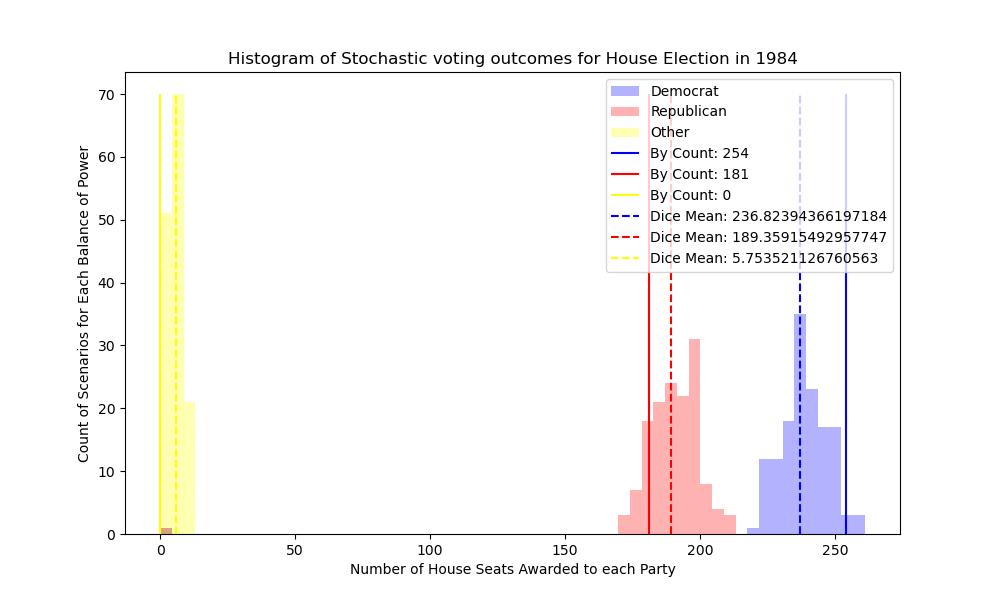 Histogram of Stochastic voting outcomes for House Election in 1984
Count of Scenarios for Each Balance of Power
70
60
50
40
30
20
10
0
Democrat
Republican
Other
By Count: 254
By Count: 181
By Count: 0
Dice Mean: 236.82394366197184
Dice Mean: 189.35915492957747
Dice Mean: 5.753521126760563
0
50
100
150
200
250
Number of House Seats Awarded to each Party